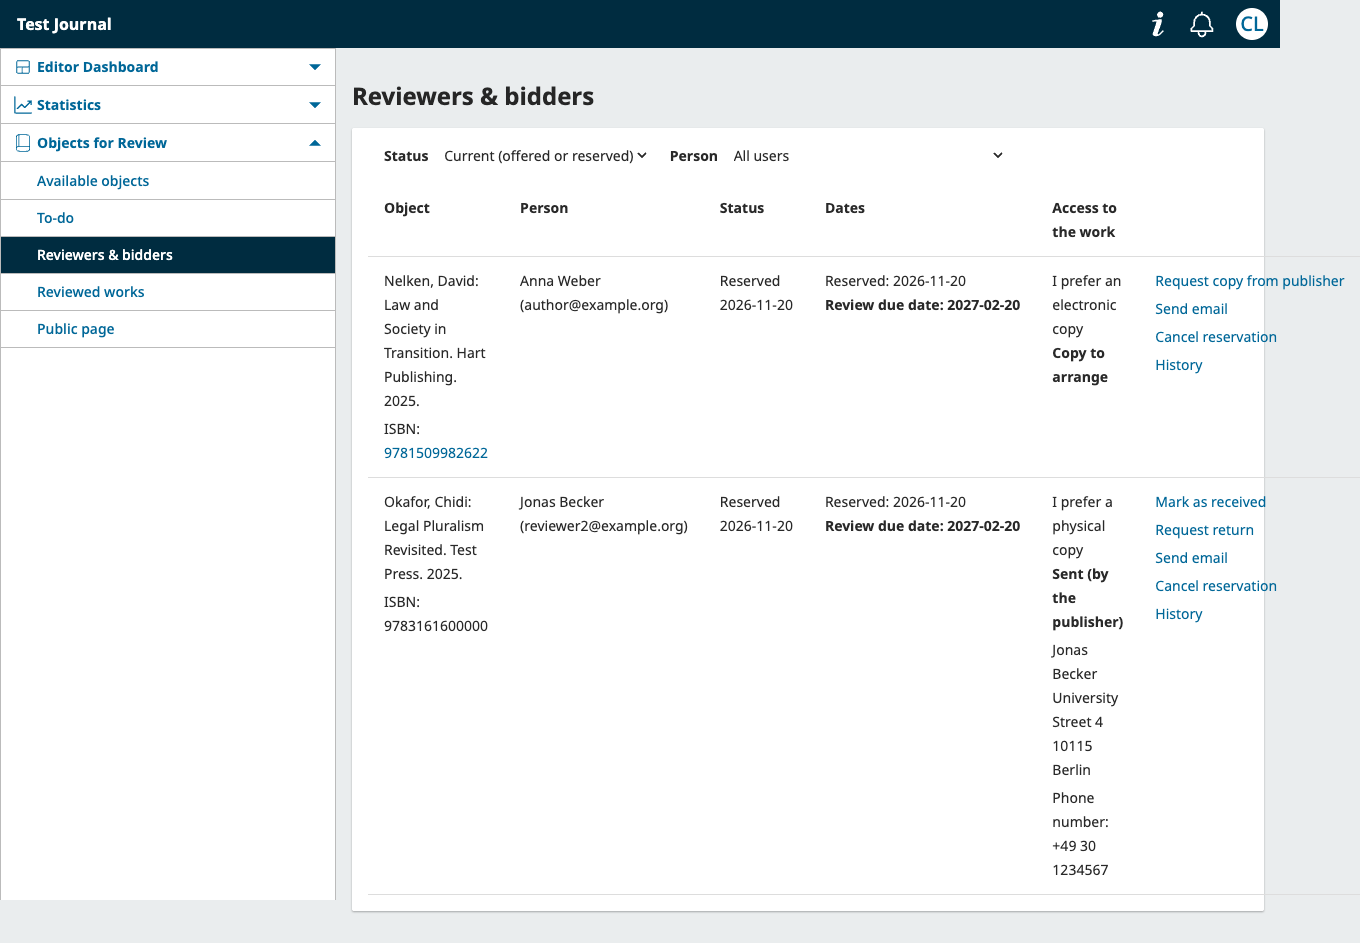 Test Journal
CL
Editor Dashboard
Statistics
Objects for Review
Available objects
To-do
Reviewers & bidders
Reviewed works
Public page
Reviewers & bidders
Status Current (offered or reserved) Person All users
Object Person Status Dates Access to
the work
Nelken, David:
Law and
Society in
Transition. Hart
Publishing.
2025.
ISBN:
9781509982622
Anna Weber
(author@example.org)
Reserved
2026-11-20
Reserved: 2026-11-20
Review due date: 2027-02-20
I prefer an
electronic
copy
Copy to
arrange
Request copy from publisher
Send email
Cancel reservation
History
Okafor, Chidi:
Legal Pluralism
Revisited. Test
Press. 2025.
ISBN:
9783161600000
Jonas Becker
(reviewer2@example.org)
Reserved
2026-11-20
Reserved: 2026-11-20
Review due date: 2027-02-20
I prefer a
physical
copy
Sent (by
the
publisher)
Jonas
Becker
University
Street 4
10115
Berlin
Phone
number:
+49 30
1234567
Mark as received
Request return
Send email
Cancel reservation
History